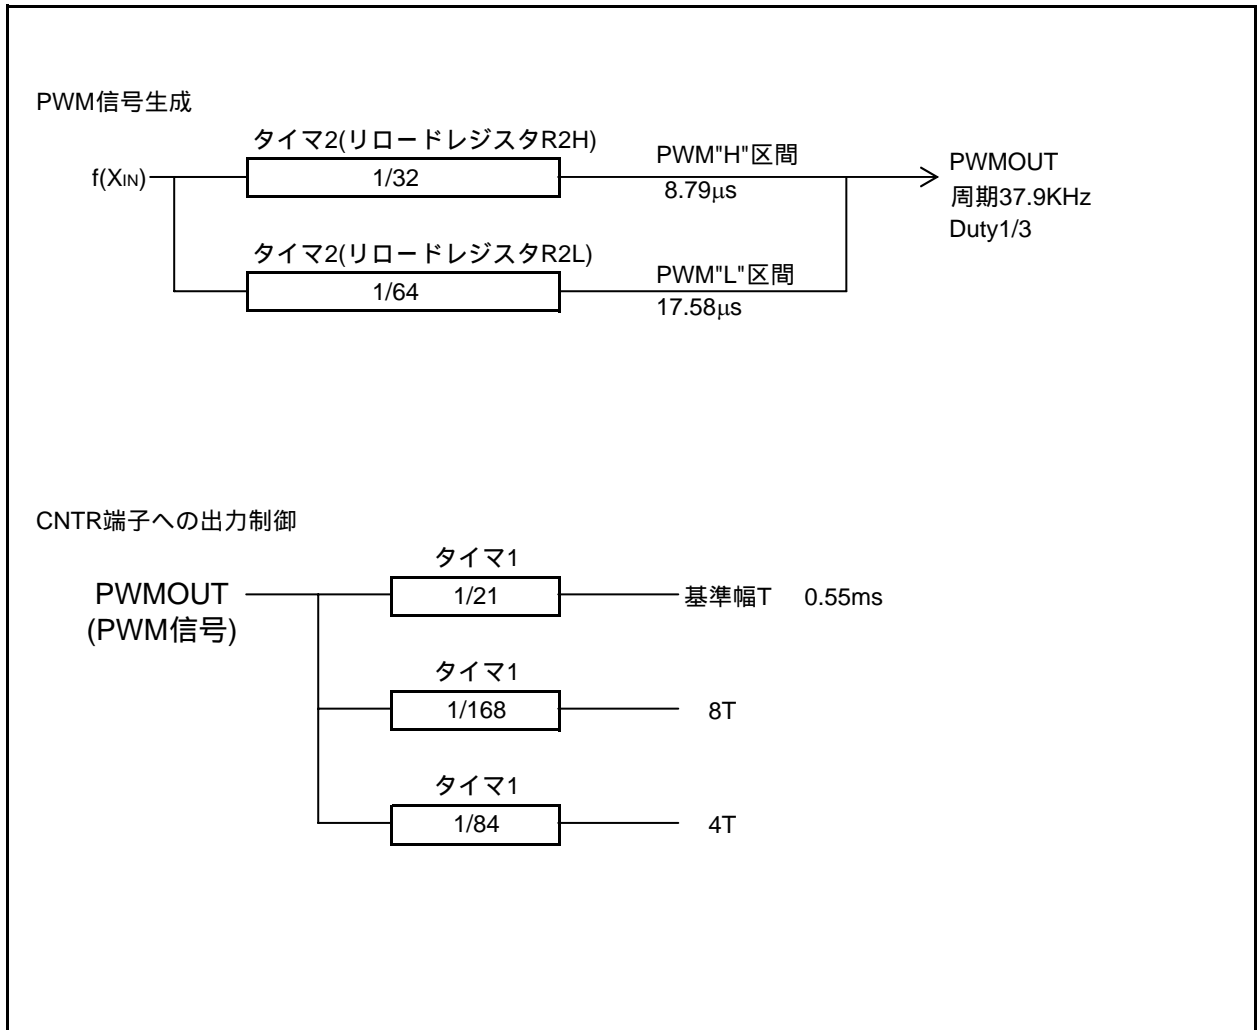 PWM信号生成
タイマ2(リロードレジスタR2H)
f(XIN)
1/32
PWM"H"区間
8.79μs
PWMOUT
周期37.9KHz
Duty1/3
タイマ2(リロードレジスタR2L)
1/64
PWM"L"区間
17.58μs
CNTR端子への出力制御
タイマ1
PWMOUT
(PWM信号)
1/21
基準幅T 0.55ms
タイマ1
1/168
8T
タイマ1
1/84
4T